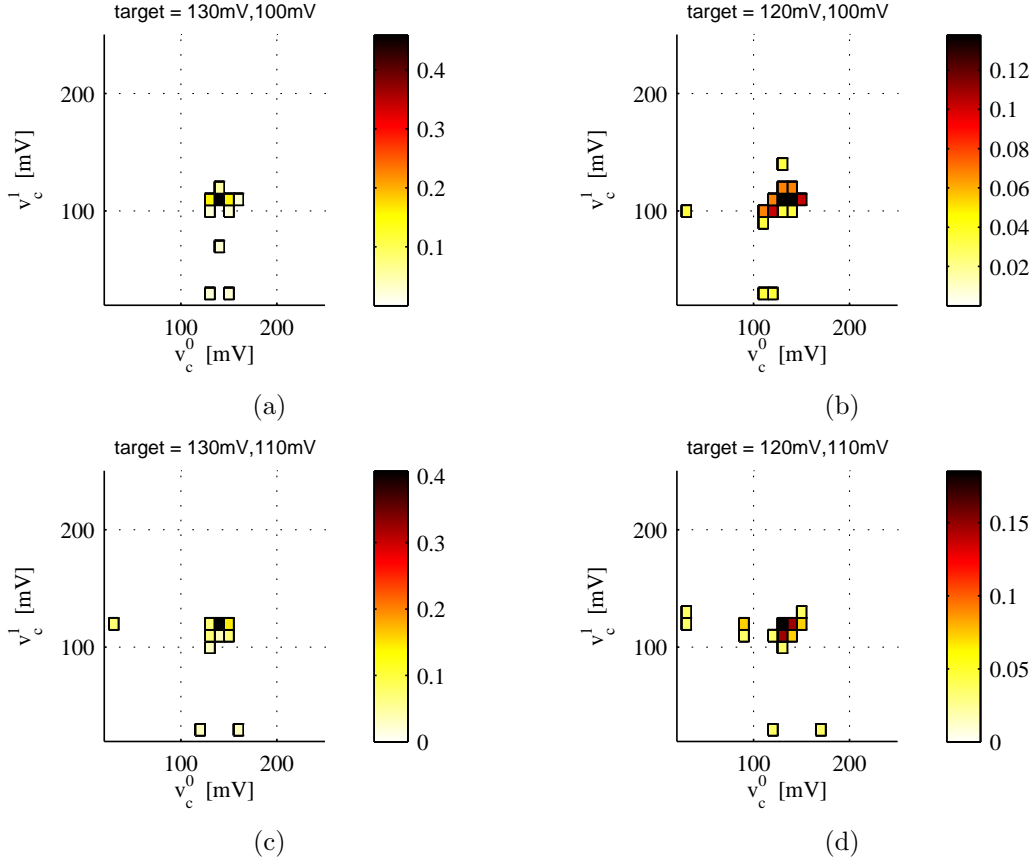 target = 130mV,100mV
200
100
v_c^1 [mV]
100 200
v_c^0 [mV]
0.4
0.3
0.2
0.1
(a)
target = 120mV,100mV
200
100
v_c^1 [mV]
100 200
v_c^0 [mV]
0.12
0.1
0.08
0.06
0.04
0.02
(b)
target = 130mV,110mV
200
100
v_c^1 [mV]
100 200
v_c^0 [mV]
0.4
0.3
0.2
0.1
0
(c)
target = 120mV,110mV
200
100
v_c^1 [mV]
100 200
v_c^0 [mV]
0.15
0.1
0.05
0
(d)